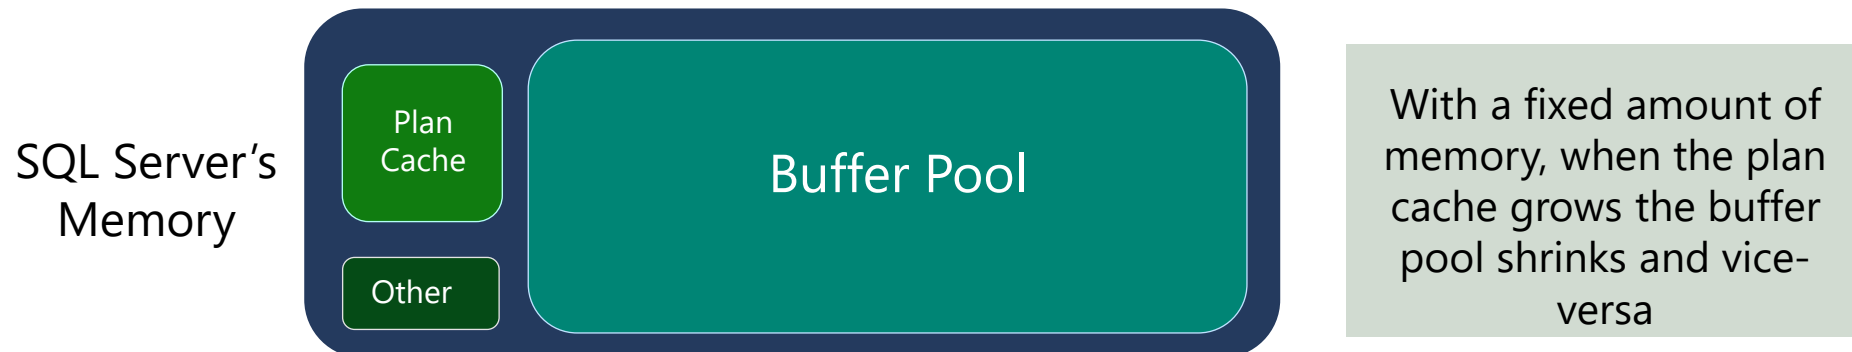 SQL Server’s
Memory
Plan
Cache
Other
Buffer Pool
With a fixed amount of
memory, when the plan
cache grows the buffer
pool shrinks and vice-
versa